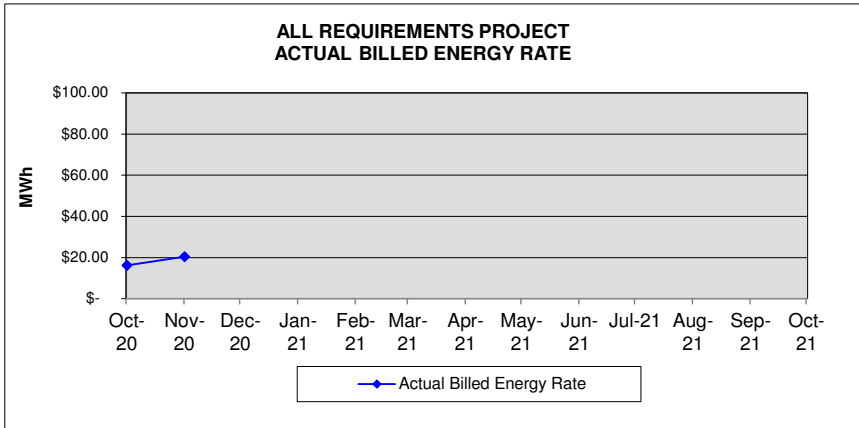 ALL REQUIREMENTS PROJECT
ACTUAL BILLED ENERGY RATE
$100.00
$80.00
$60.00
$40.00
$20.00
$-
MWh
Oct-20 Nov-20 Dec-20 Jan-21 Feb-21 Mar-21 Apr-21 May-21 Jun-21 Jul-21 Aug-21 Sep-21 Oct-21
Actual Billed Energy Rate